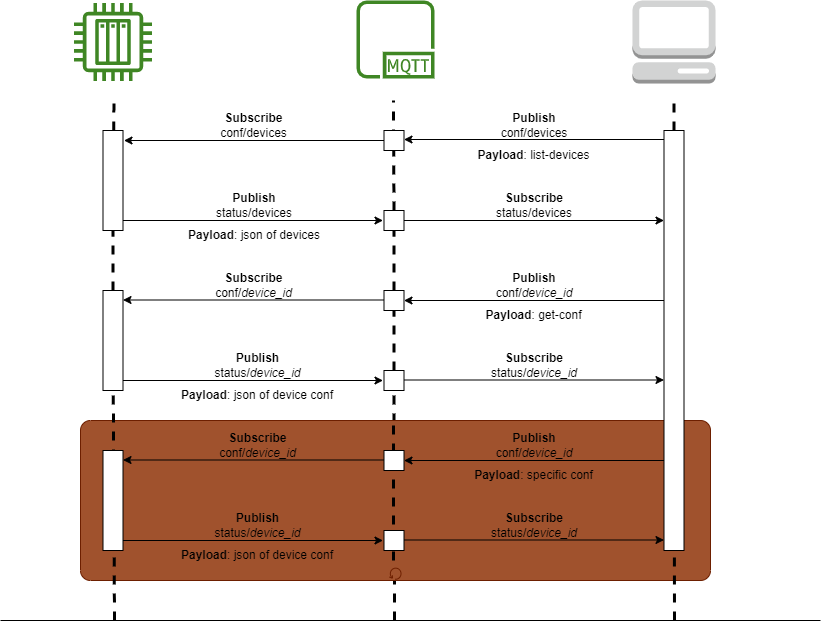 MQTT
Subscribe
conf/devices
Publish
conf/devices
Payload: list-devices
Publish
status/devices
Payload: json of devices
Subscribe
status/devices
Subscribe
conf/device_id
Publish
conf/device_id
Payload: get-conf
Publish
status/device_id
Payload: json of device conf
Subscribe
status/device_id
Subscribe
conf/device_id
Publish
conf/device_id
Payload: specific conf
Publish
status/device_id
Payload: json of device conf
Subscribe
status/device_id